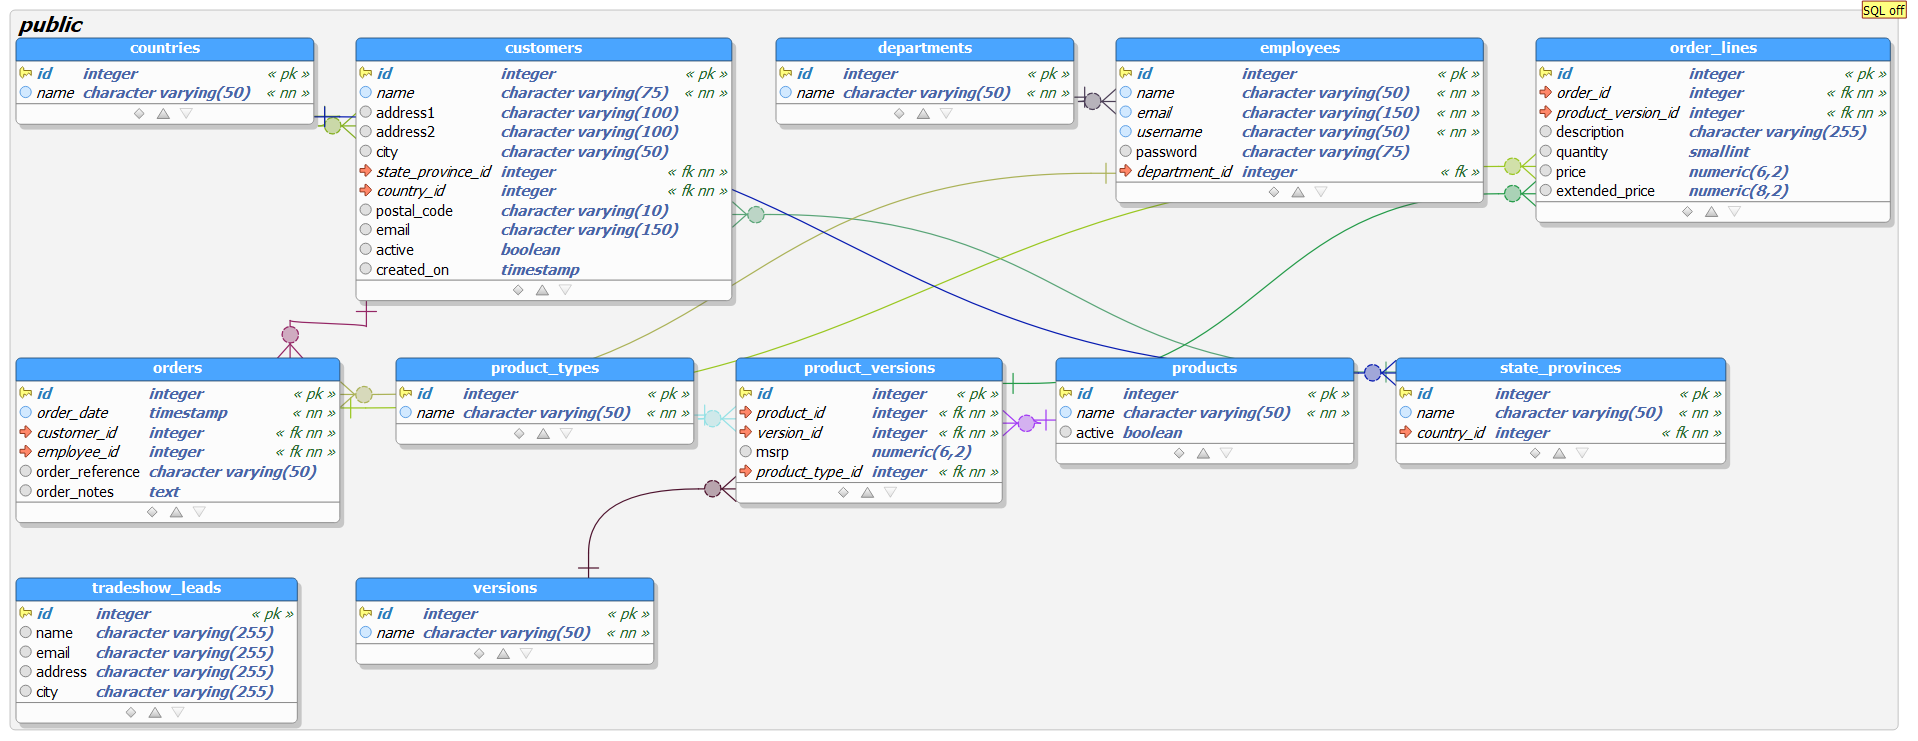 SQL off
public
countries
id integer « pk »
name character varying(50) « nn »
customers
id integer « pk »
name character varying(75) « nn »
address1 character varying(100)
address2 character varying(100)
city character varying(50)
state_province_id integer « fk nn »
country_id integer « fk nn »
postal_code character varying(10)
email character varying(150)
active boolean
created_on timestamp
departments
id integer « pk »
name character varying(50) « nn »
employees
id integer « pk »
name character varying(50) « nn »
email character varying(150) « nn »
username character varying(50) « nn »
password character varying(75)
department_id integer « fk »
order_lines
id integer « pk »
order_id integer « fk nn »
product_version_id integer « fk nn »
description character varying(255)
quantity smallint
price numeric(6,2)
extended_price numeric(8,2)
orders
id integer « pk »
order_date timestamp « nn »
customer_id integer « fk nn »
employee_id integer « fk nn »
order_reference character varying(50)
order_notes text
product_types
id integer « pk »
name character varying(50) « nn »
product_versions
id integer « pk »
product_id integer « fk nn »
version_id integer « fk nn »
msrp numeric(6,2)
product_type_id integer « fk nn »
products
id integer « pk »
name character varying(50) « nn »
active boolean
state_provinces
id integer « pk »
name character varying(50) « nn »
country_id integer « fk nn »
tradeshow_leads
id integer « pk »
name character varying(255)
email character varying(255)
address character varying(255)
city character varying(255)
versions
id integer « pk »
name character varying(50) « nn »